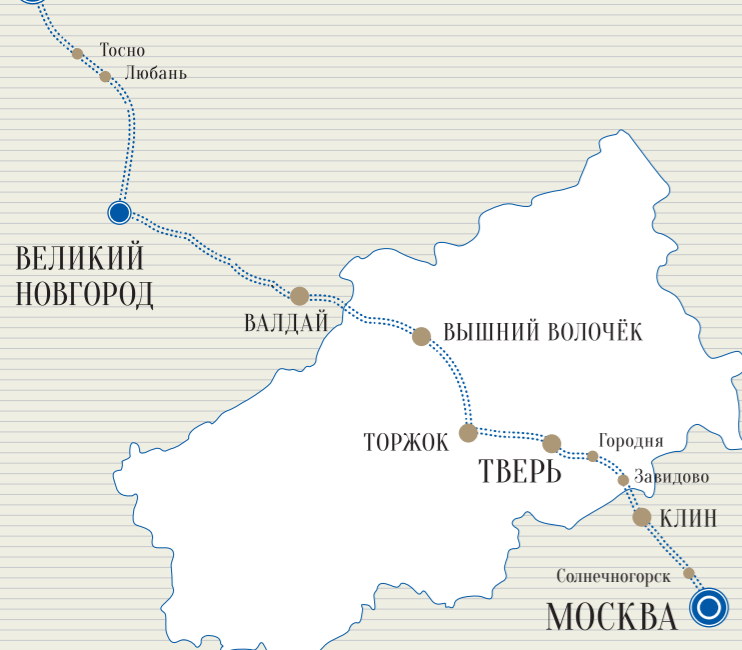 Тосно
Любань
ВЕЛИКИЙ
НОВГОРОД
ВАЛДАЙ
ВЫШНИЙ ВОЛОЧЁК
ТОРЖОК
Городня
ТВЕРЬ
Завидово
КЛИН
Солнечногорск
МОСКВА